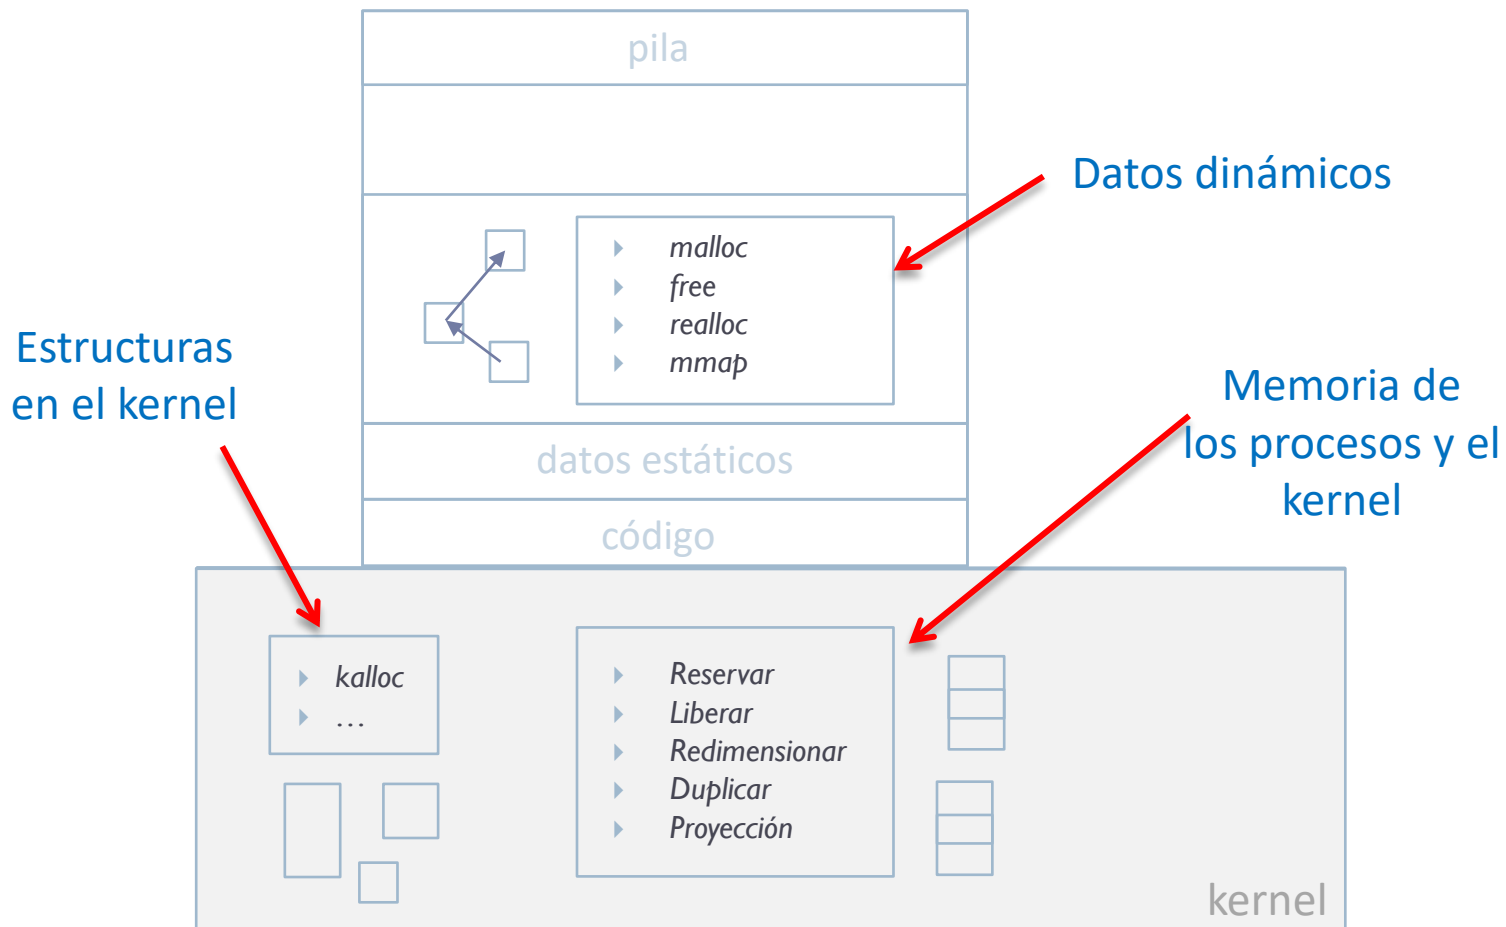 pila
Datos dinámicos
malloc
free
realloc
mmap
Estructuras
en el kernel
Memoria de
los procesos y el
kernel
datos estáticos
código
kalloc
…
Reservar
Liberar
Redimensionar
Duplicar
Proyección
kernel